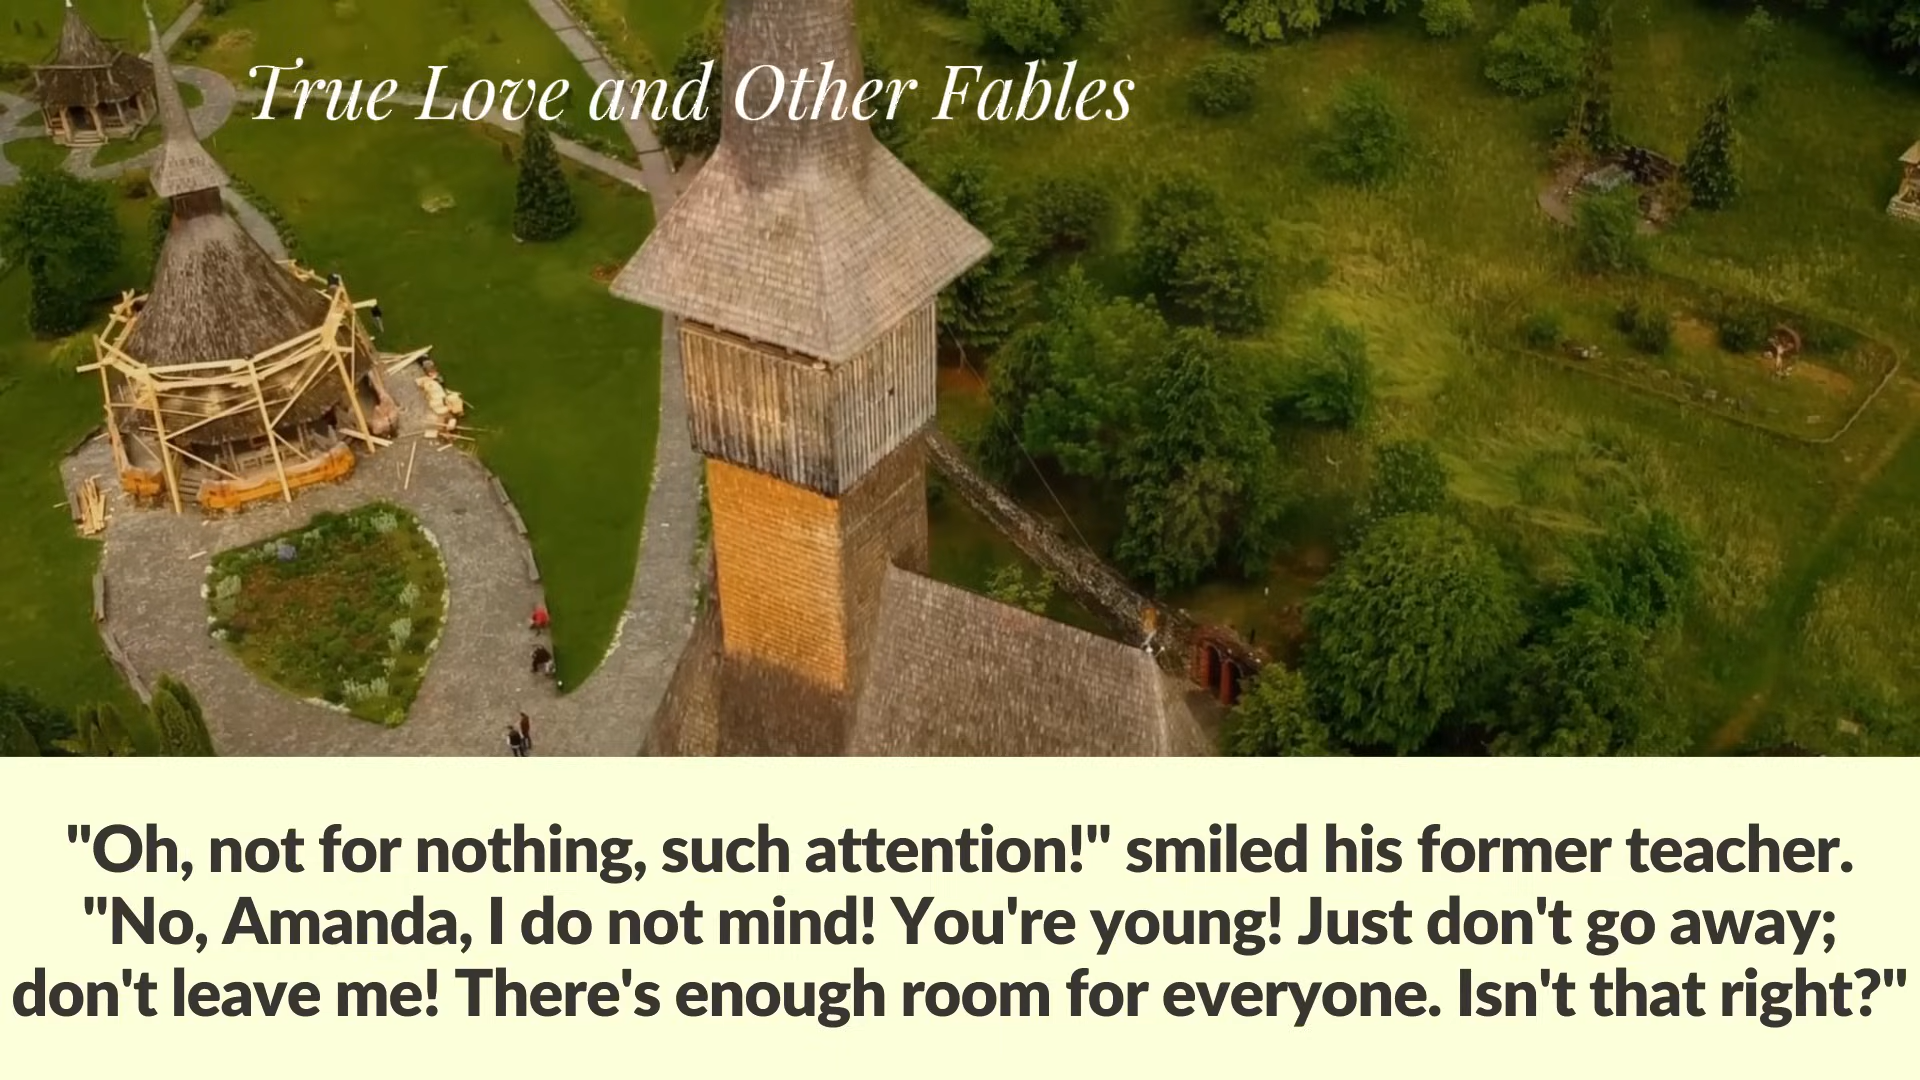 True Love and Other Fables
"Oh, not for nothing, such attention!" smiled his former teacher.
"No, Amanda, I do not mind! You're young! Just don't go away;
don't leave me! There's enough room for everyone. Isn't that right?"